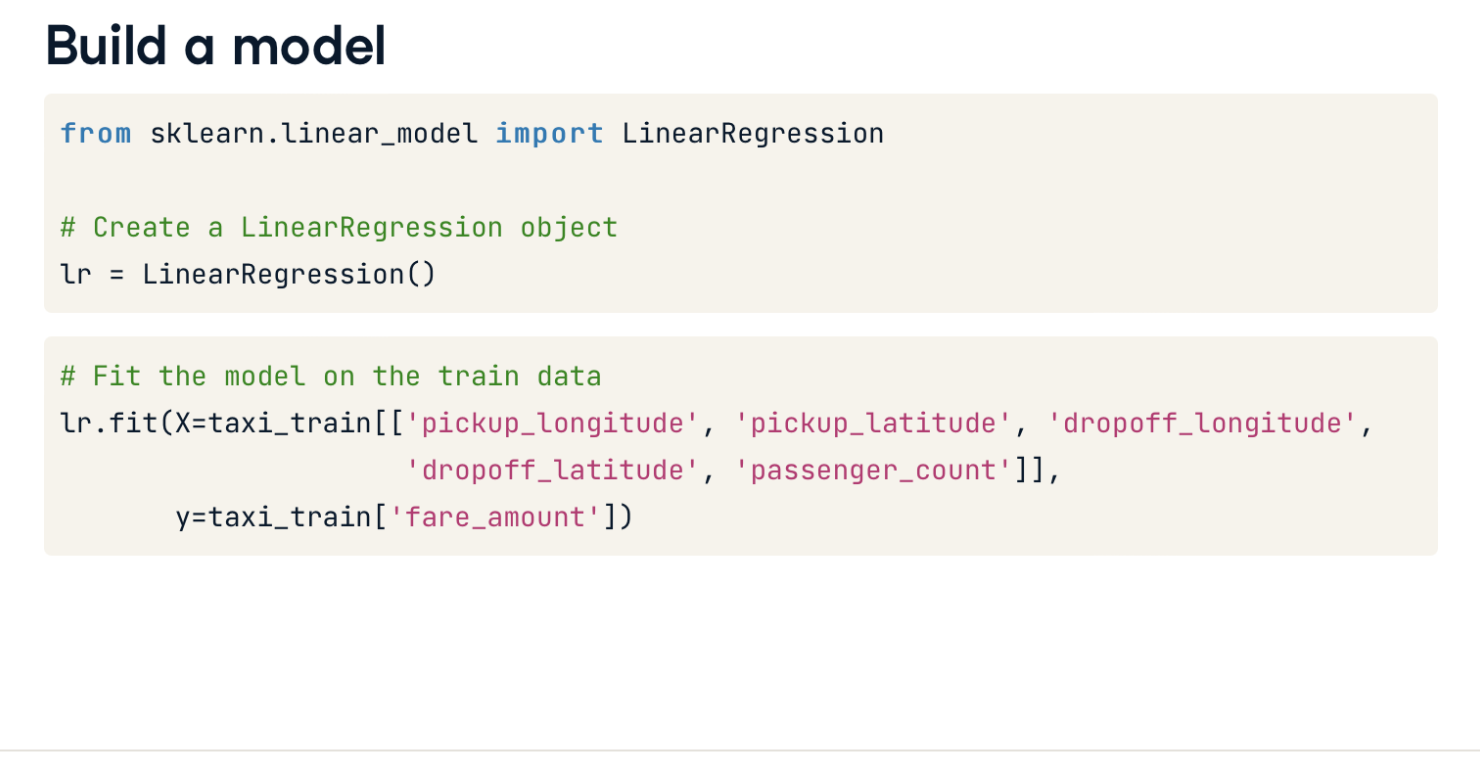 Build a model
from sklearn.linear_model import LinearRegression
# Create a LinearRegression object
lr = LinearRegression()
# Fit the model on the train data
lr.fit(X=taxi_train[['pickup_longitude', 'pickup_latitude', 'dropoff_longitude',
'dropoff_latitude', 'passenger_count']],
y=taxi_train['fare_amount'])